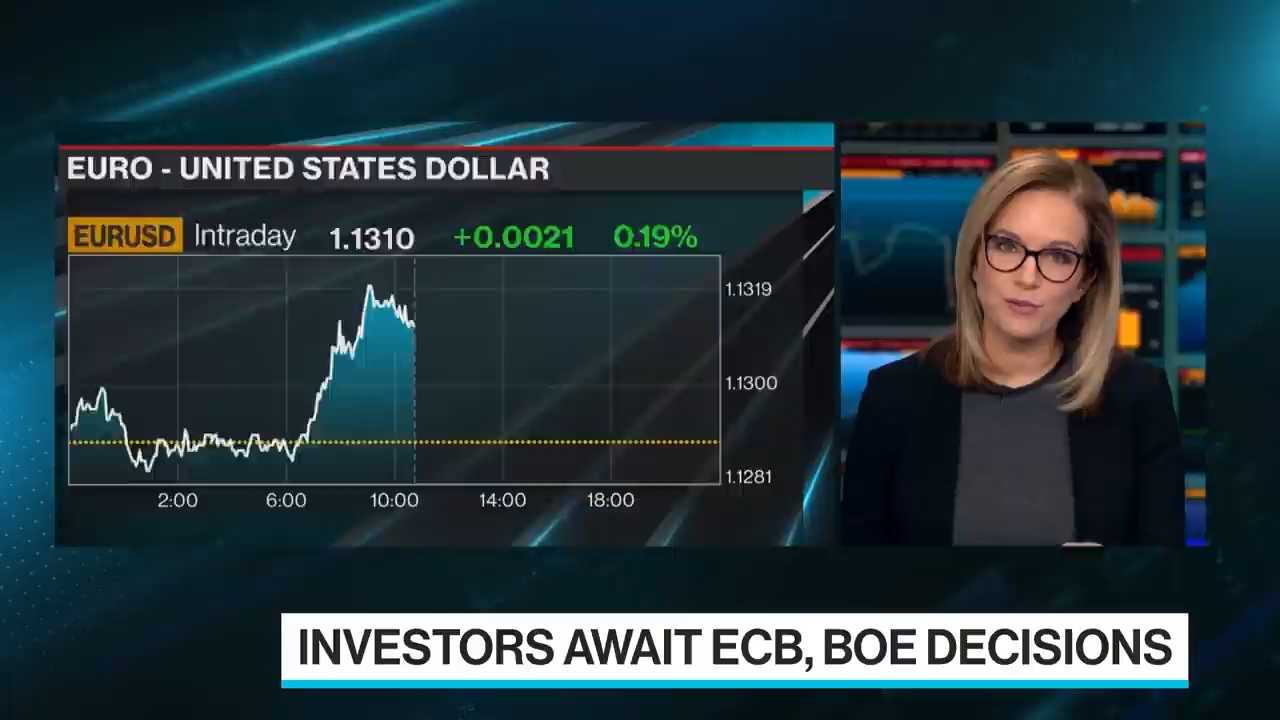 EURO - UNITED STATES DOLLAR
EURUSD Intraday 1.1310 +0.0021 0.19%
1.1319
1.1300
1.1281
2:00 6:00 10:00 14:00 18:00
INVESTORS AWAIT ECB, BOE DECISIONS